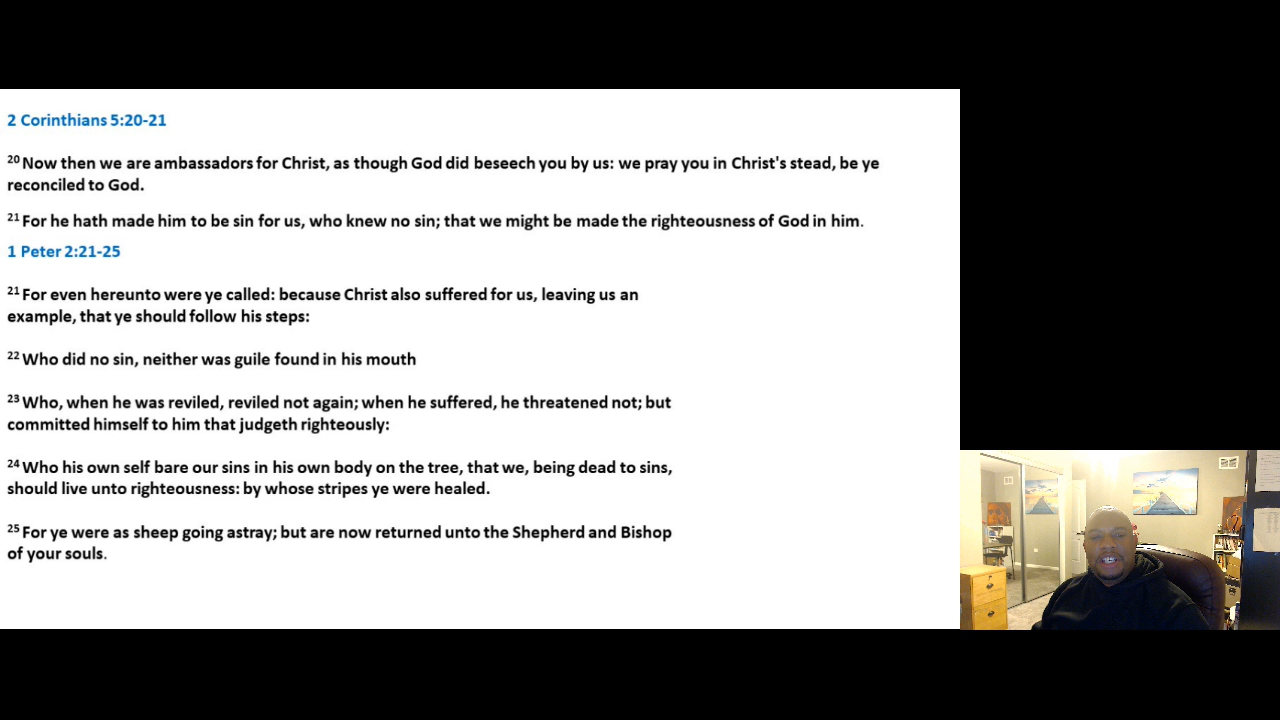 2 Corinthians 5:20-21
20 Now then we are ambassadors for Christ, as though God did beseech you by us: we pray you in Christ's stead, be ye
reconciled to God.
21 For he hath made him to be sin for us, who knew no sin; that we might be made the righteousness of God in him.
1 Peter 2:21-25
21 For even hereunto were ye called: because Christ also suffered for us, leaving us an
example, that ye should follow his steps:
22 Who did no sin, neither was guile found in his mouth
23 Who, when he was reviled, reviled not again; when he suffered, he threatened not; but
committed himself to him that judgeth righteously:
24 Who his own self bare our sins in his own body on the tree, that we, being dead to sins,
should live unto righteousness: by whose stripes ye were healed.
25 For ye were as sheep going astray; but are now returned unto the Shepherd and Bishop
of your souls.